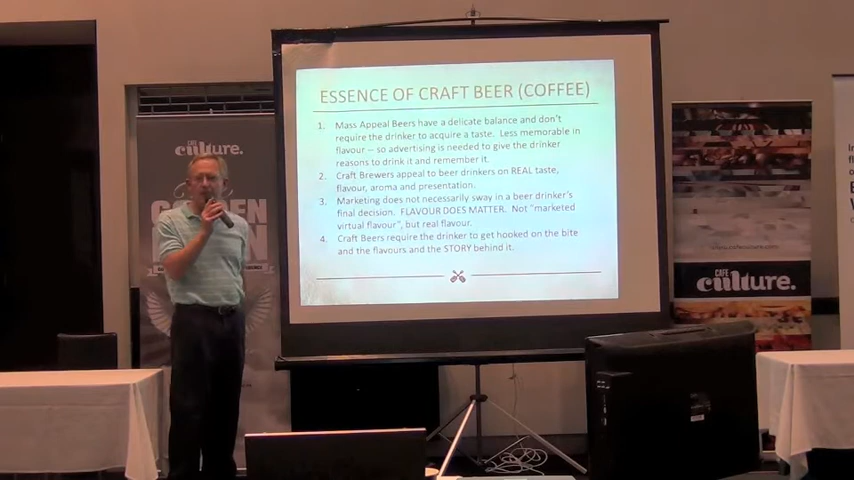 ESSENCE OF CRAFT BEER (COFFEE)
1. Mass Appeal Beers have a delicate balance and don't
require the drinker to acquire a taste. Less memorable in
flavour – so advertising is needed to give the drinker
reasons to drink it and remember it.
2. Craft Brewers appeal to beer drinkers on REAL taste,
flavour, aroma and presentation.
3. Marketing does not necessarily sway in a beer drinker's
final decision. FLAVOUR DOES MATTER. Not "marketed
virtual flavour", but real flavour.
4. Craft Beers require the drinker to get hooked on the bite
and the flavours and the STORY behind it.
CAFE
culture.
CAFE
culture.